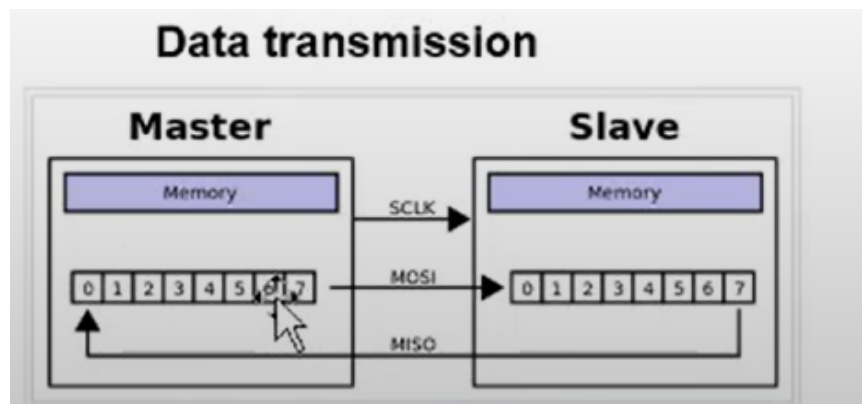 Data transmission
Master
Slave
Memory
SCLK
Memory
0 1 2 3 4 5 6 7
MOSI
0 1 2 3 4 5 6 7
MISO